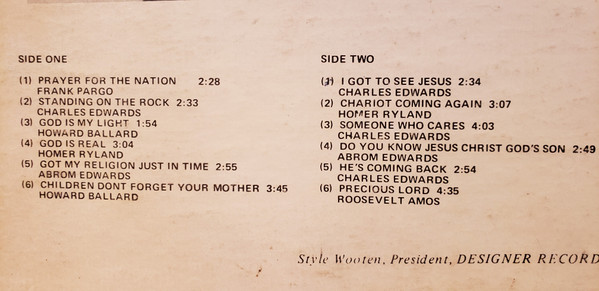 SIDE ONE
(1) PRAYER FOR THE NATION 2:28
FRANK PARGO
(2) STANDING ON THE ROCK 2:33
CHARLES EDWARDS
(3) GOD IS MY LIGHT 1:54
HOWARD BALLARD
(4) GOD IS REAL 3:04
HOMER RYLAND
(5) GOT MY RELIGION JUST IN TIME 2:55
ABROM EDWARDS
(6) CHILDREN DONT FORGET YOUR MOTHER 3:45
HOWARD BALLARD
SIDE TWO
(1) I GOT TO SEE JESUS 2:34
CHARLES EDWARDS
(2) CHARIOT COMING AGAIN 3:07
HOMER RYLAND
(3) SOMEONE WHO CARES 4:03
CHARLES EDWARDS
(4) DO YOU KNOW JESUS CHRIST GOD'S SON 2:49
ABROM EDWARDS
(5) HE'S COMING BACK 2:54
CHARLES EDWARDS
(6) PRECIOUS LORD 4:35
ROOSEVELT AMOS
Style Wooten, President, DESIGNER RECORD